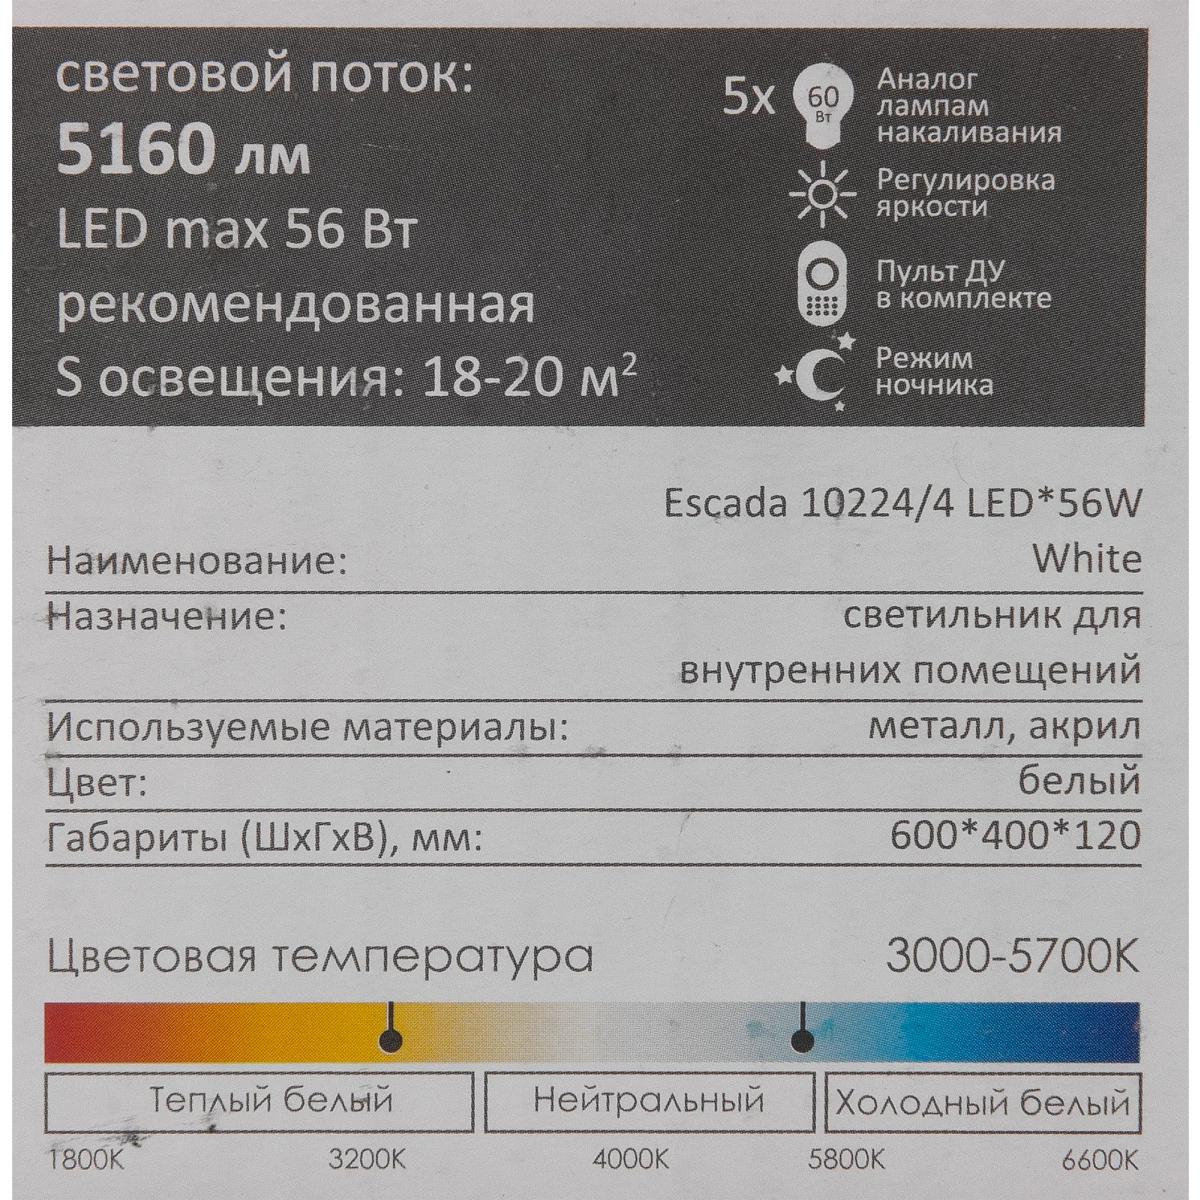 световой поток:
5160 лм
LED max 56 Вт
рекомендованная
S освещения: 18-20 м²
5x 60 Вт
Аналог
лампам
накаливания
Регулировка
яркости
Пульт ДУ
в комплекте
Режим
ночника
Escada 10224/4 LED*56W
Наименование: White
Назначение: светильник для
внутренних помещений
Используемые материалы: металл, акрил
Цвет: белый
Габариты (ШхГхВ), мм: 600*400*120
Цветовая температура 3000-5700K
Теплый белый Нейтральный Холодный белый
1800K 3200K 4000K 5800K 6600K